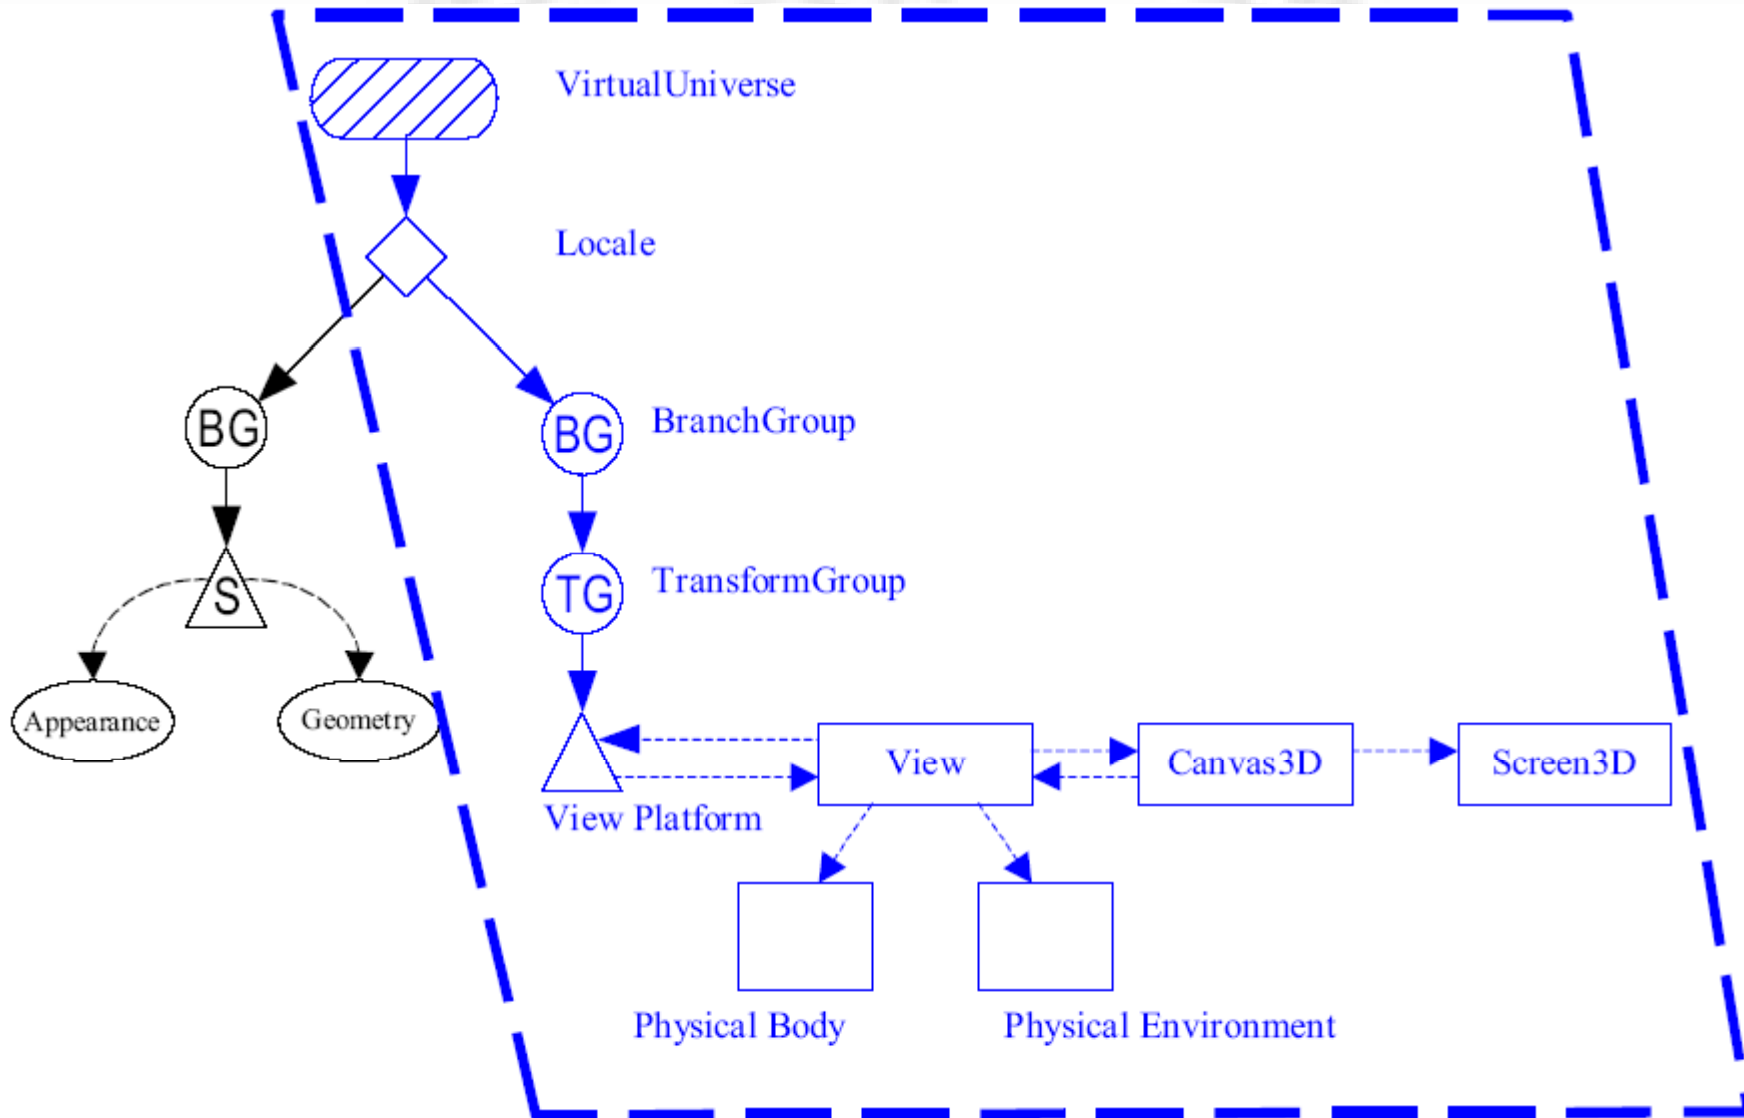 VirtualUniverse
Locale
BG
BG
BranchGroup
S
TG
TransformGroup
Appearance
Geometry
View
Canvas3D
Screen3D
View Platform
Physical Body
Physical Environment